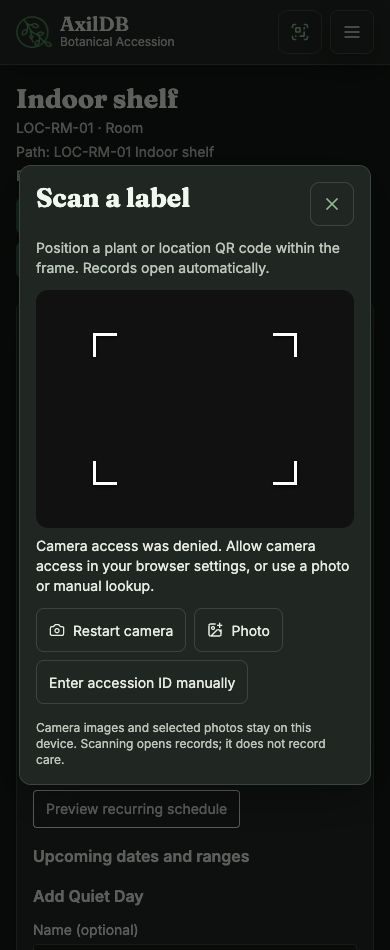 AxilDB
Botanical Accession
Indoor shelf
LOC-RM-01 · Room
Path: LOC-RM-01 Indoor shelf
Scan a label
Position a plant or location QR code within the
frame. Records open automatically.
Camera access was denied. Allow camera
access in your browser settings, or use a photo
or manual lookup.
Restart camera
Photo
Enter accession ID manually
Camera images and selected photos stay on this
device. Scanning opens records; it does not record
care.
Preview recurring schedule
Upcoming dates and ranges
Add Quiet Day
Name (optional)